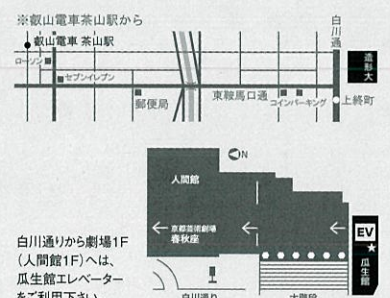 ※叡山電車茶山駅から
叡山電車 茶山駅
白川通
ローソン
セブンイレブン
造形大
郵便局
東鞍馬口通
コインパーキング
上終町
N
人間館
京都芸術劇場
春秋座
EV
瓜生館
白川通りから劇場1F
(人間館1F)へは、
瓜生館エレベーター
をご利用下さい
白川通り
大階段